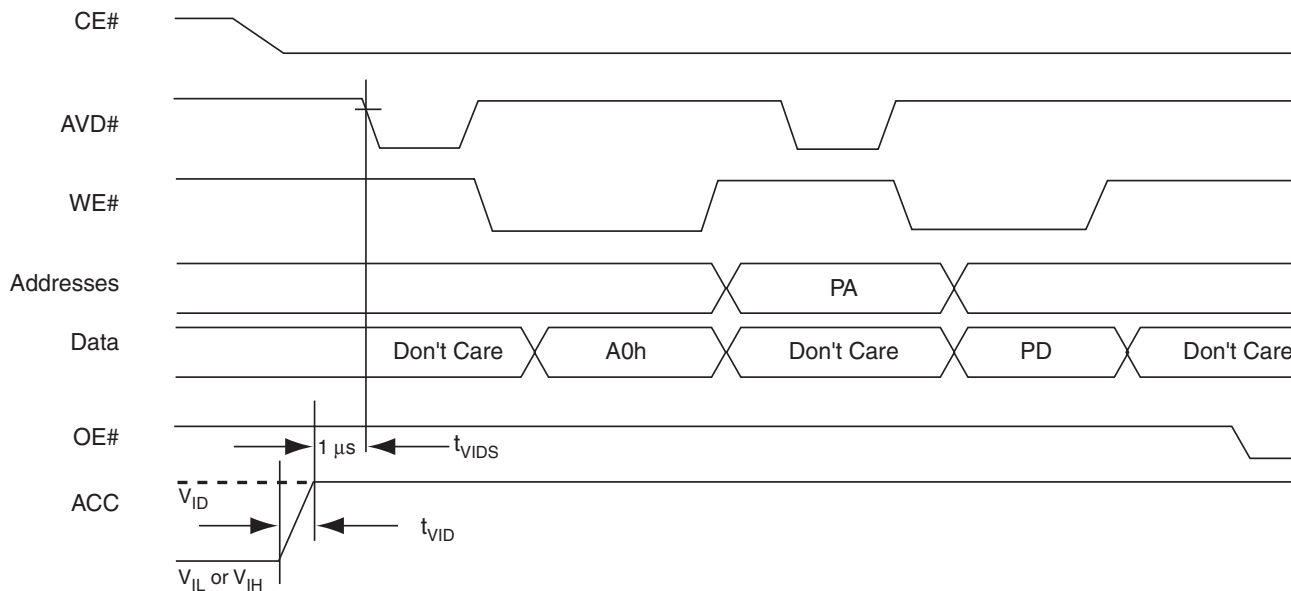 CE#
AVD#
WE#
Addresses
PA
Data
Don't Care
A0h
Don't Care
PD
Don't Care
OE#
1 μs
tVIDS
ACC
VID
tVID
VIL or VIH